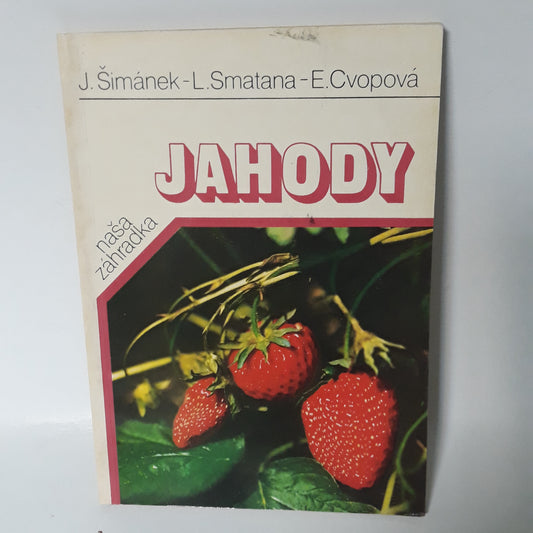 J. Šimánek – L. Smatana – E. Cvopová
JAHODY
naša
záhradka